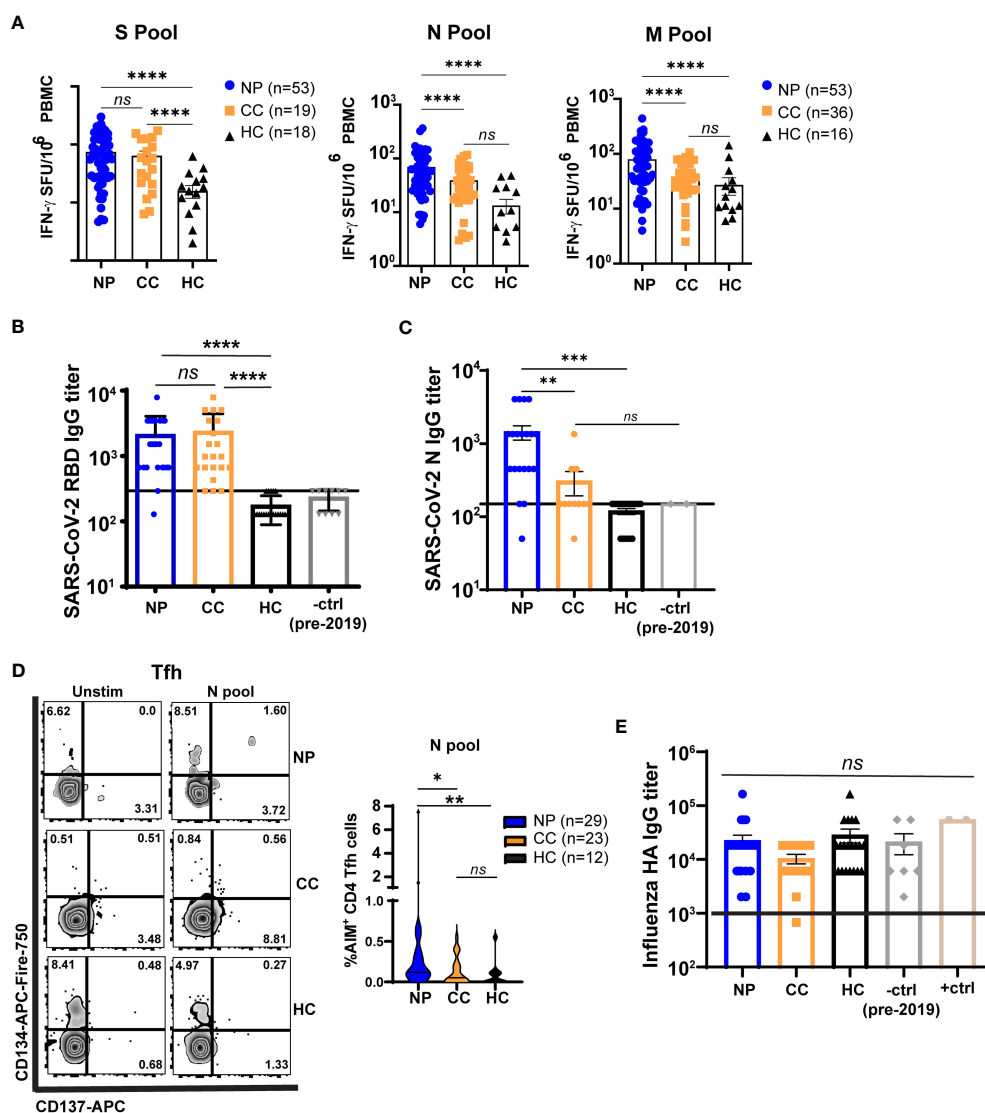 A
S Pool
IFN-γ SFU/10⁶ PBMC
****
ns
****
NP (n=53)
CC (n=19)
HC (n=18)
NP CC HC
N Pool
IFN-γ SFU/10⁶ PBMC
10³
10²
10¹
10⁰
****
****
ns
NP CC HC
M Pool
IFN-γ SFU/10⁶ PBMC
10³
10²
10¹
10⁰
****
****
ns
NP (n=53)
CC (n=36)
HC (n=16)
NP CC HC
B
SARS-CoV-2 RBD IgG titer
10⁴
10³
10²
10¹
****
ns
****
NP CC HC -ctrl
(pre-2019)
C
SARS-CoV-2 N IgG titer
10⁴
10³
10²
10¹
***
**
ns
NP CC HC -ctrl
(pre-2019)
D
Tfh
Unstim N pool
6.62 0.0 8.51 1.60
NP
3.31 3.72
0.51 0.51 0.84 0.56
CC
3.48 8.81
8.41 0.48 4.97 0.27
HC
0.68 1.33
CD134-APC-Fire-750
CD137-APC
N pool
%AIM⁺ CD4 Tfh cells
8
6
4
2
1.0
0.5
0.0
*
**
ns
NP (n=29)
CC (n=23)
HC (n=12)
NP CC HC
E
Influenza HA IgG titer
10⁶
10⁵
10⁴
10³
10²
ns
NP CC HC -ctrl +ctrl
(pre-2019)